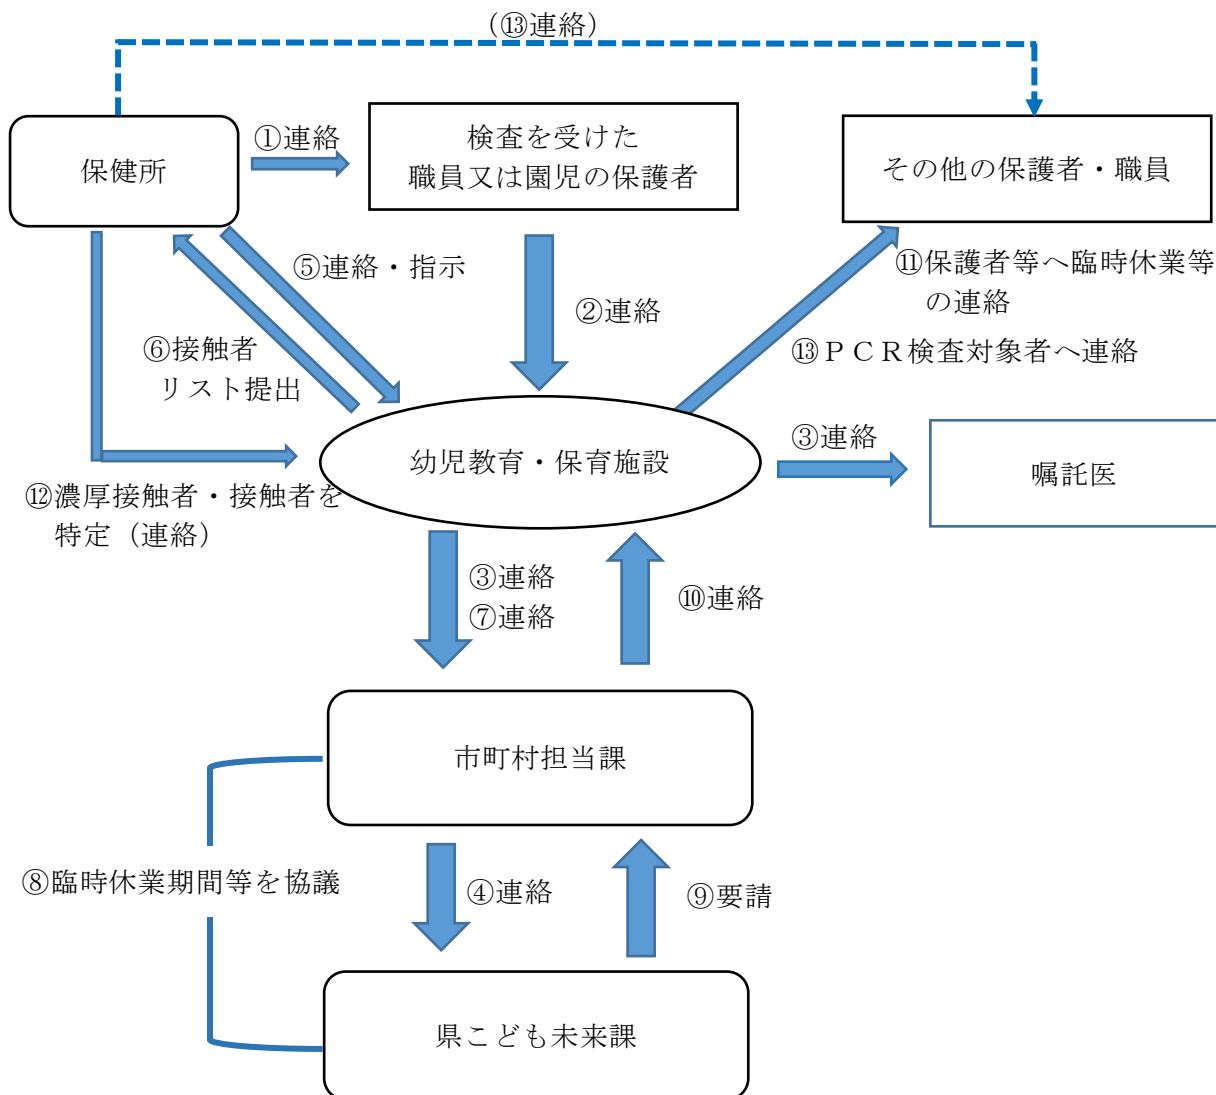 （⑬連絡）
保健所
①連絡
検査を受けた
職員又は園児の保護者
その他の保護者・職員
⑤連絡・指示
②連絡
⑪保護者等へ臨時休業等
の連絡
⑥接触者
リスト提出
⑬ＰＣＲ検査対象者へ連絡
幼児教育・保育施設
③連絡
嘱託医
⑫濃厚接触者・接触者を
特定（連絡）
③連絡
⑦連絡
⑩連絡
市町村担当課
⑧臨時休業期間等を協議
④連絡
⑨要請
県こども未来課